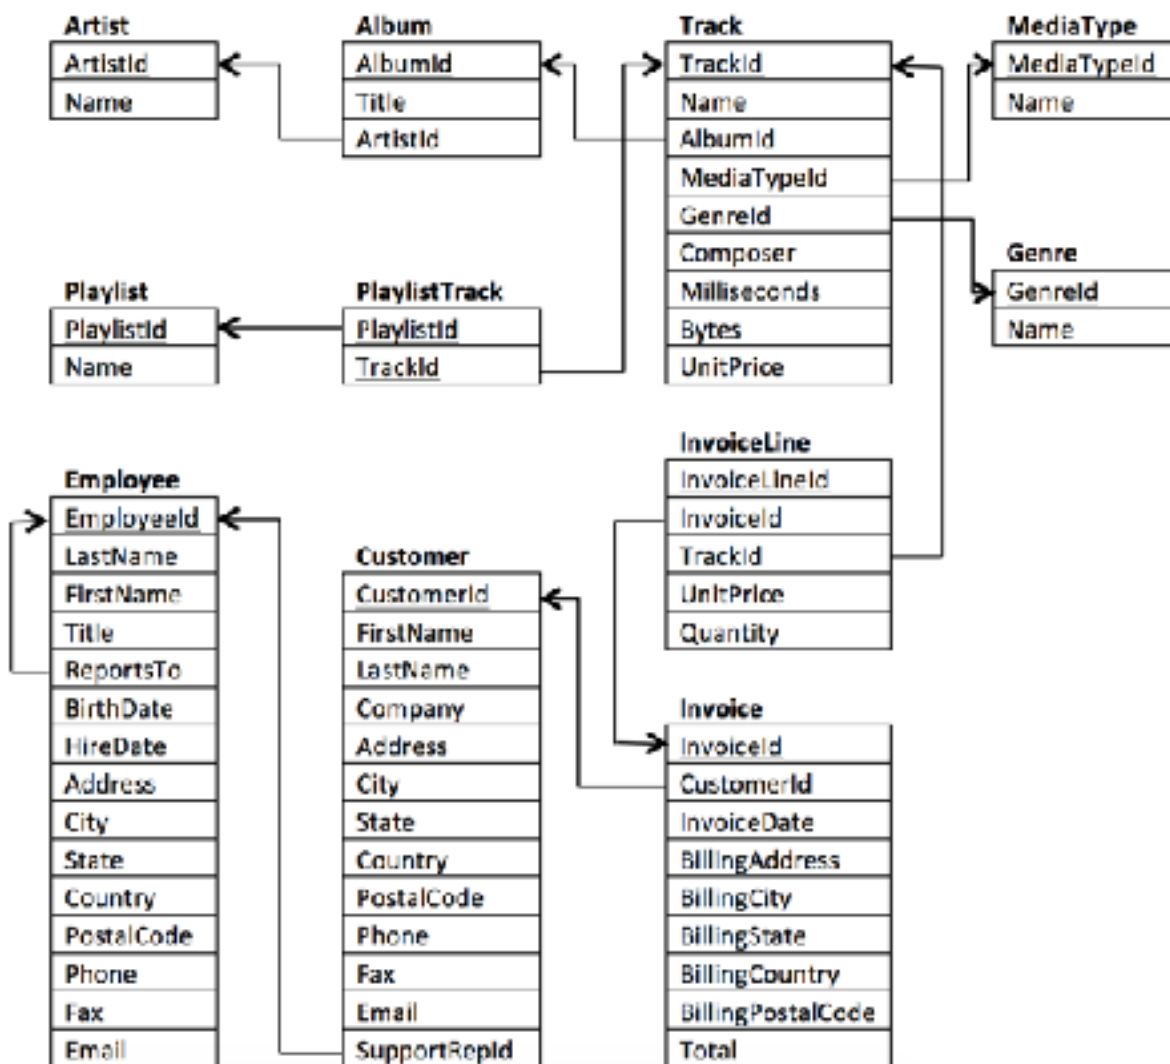 Artist
ArtistId
Name
Album
AlbumId
Title
ArtistId
Track
TrackId
Name
AlbumId
MediaTypeId
GenreId
Composer
Milliseconds
Bytes
UnitPrice
MediaType
MediaTypeId
Name
Genre
GenreId
Name
Playlist
PlaylistId
Name
PlaylistTrack
PlaylistId
TrackId
Employee
EmployeeId
LastName
FirstName
Title
ReportsTo
BirthDate
HireDate
Address
City
State
Country
PostalCode
Phone
Fax
Email
Customer
CustomerId
FirstName
LastName
Company
Address
City
State
Country
PostalCode
Phone
Fax
Email
SupportRepId
InvoiceLine
InvoiceLineId
InvoiceId
TrackId
UnitPrice
Quantity
Invoice
InvoiceId
CustomerId
InvoiceDate
BillingAddress
BillingCity
BillingState
BillingCountry
BillingPostalCode
Total